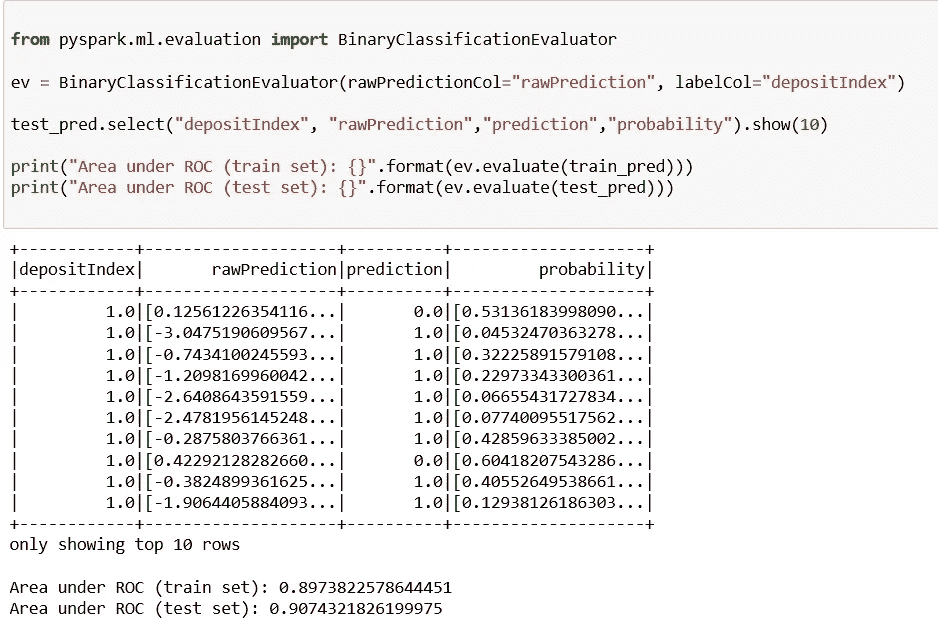 from pyspark.ml.evaluation import BinaryClassificationEvaluator
ev = BinaryClassificationEvaluator(rawPredictionCol="rawPrediction", labelCol="depositIndex")
test_pred.select("depositIndex", "rawPrediction","prediction","probability").show(10)
print("Area under ROC (train set): {}".format(ev.evaluate(train_pred)))
print("Area under ROC (test set): {}".format(ev.evaluate(test_pred)))
+------------+--------------------+----------+--------------------+
|depositIndex|       rawPrediction|prediction|         probability|
+------------+--------------------+----------+--------------------+
|         1.0|[0.12561226354116...|       0.0|[0.53136183998090...|
|         1.0|[-3.0475190609567...|       1.0|[0.04532470363278...|
|         1.0|[-0.7434100245593...|       1.0|[0.32225891579108...|
|         1.0|[-1.2098169960042...|       1.0|[0.22973343300361...|
|         1.0|[-2.6408643591559...|       1.0|[0.06655431727834...|
|         1.0|[-2.4781956145248...|       1.0|[0.07740095517562...|
|         1.0|[-0.2875803766361...|       1.0|[0.42859633385002...|
|         1.0|[0.42292128282660...|       0.0|[0.60418207543286...|
|         1.0|[-0.3824899361625...|       1.0|[0.40552649538661...|
|         1.0|[-1.9064405884093...|       1.0|[0.12938126186303...|
+------------+--------------------+----------+--------------------+
only showing top 10 rows
Area under ROC (train set): 0.8973822578644451
Area under ROC (test set): 0.9074321826199975